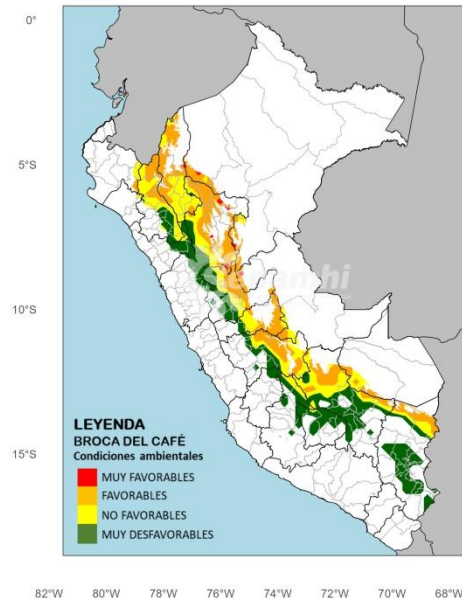 0°
5°S
10°S
15°S
senamhi
LEYENDA
BROCA DEL CAFÉ
Condiciones ambientales
MUY FAVORABLES
FAVORABLES
NO FAVORABLES
MUY DESFAVORABLES
82°W 80°W 78°W 76°W 74°W 72°W 70°W 68°W